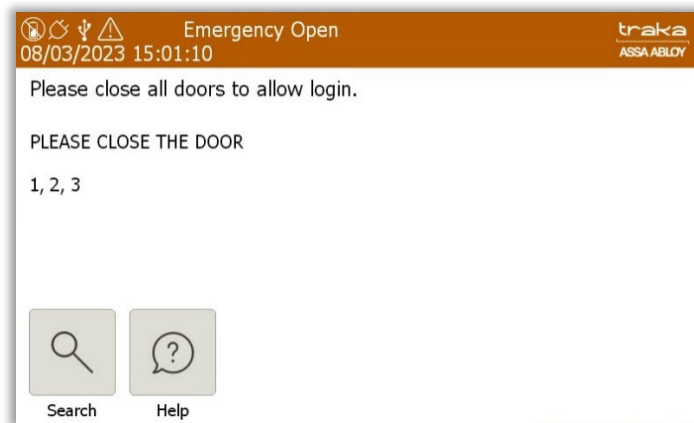 Emergency Open
traka
08/03/2023 15:01:10
ASSA ABLOY
Please close all doors to allow login.
PLEASE CLOSE THE DOOR
1, 2, 3
?
Search
Help